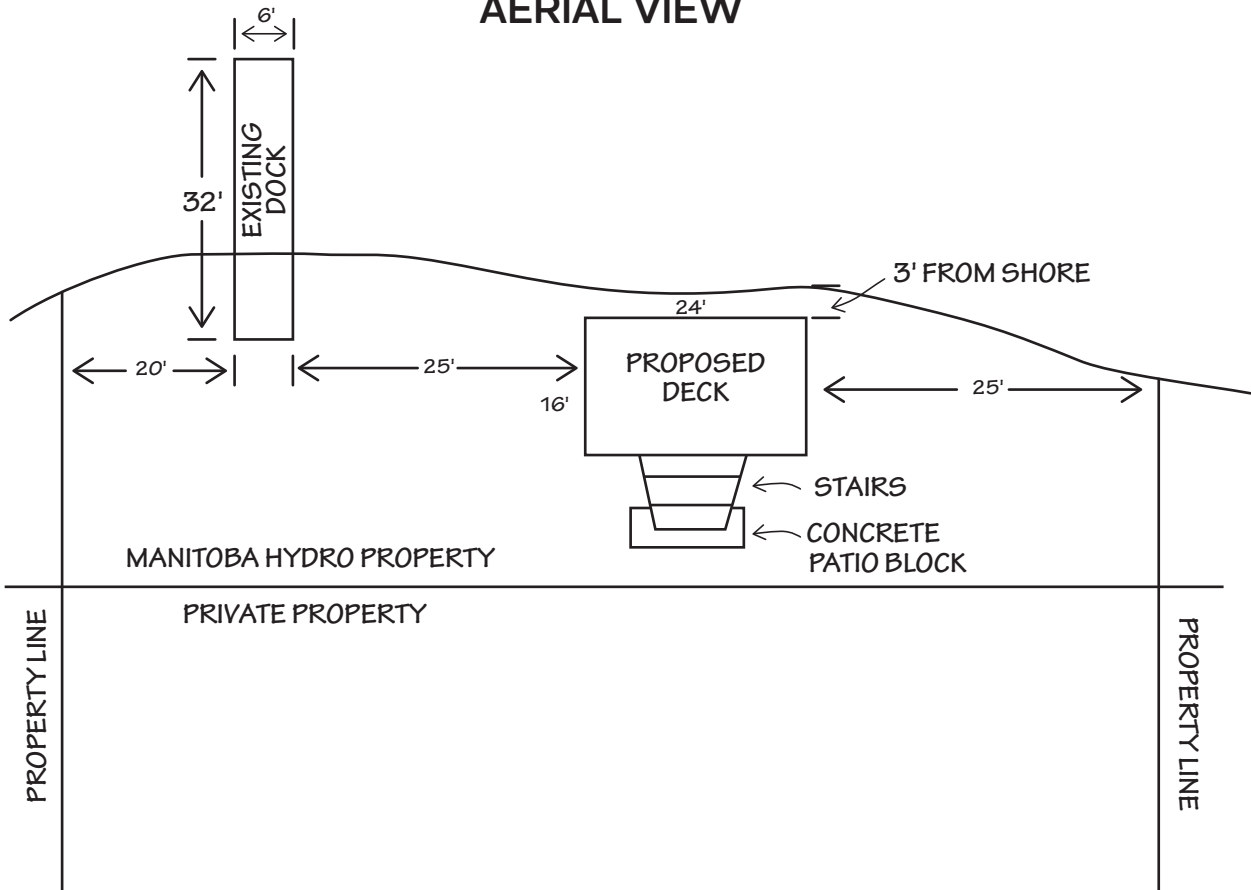 AERIAL VIEW
6'
32'
EXISTING
DOCK
3' FROM SHORE
24'
20'
25'
16'
PROPOSED
DECK
25'
STAIRS
CONCRETE
PATIO BLOCK
MANITOBA HYDRO PROPERTY
PRIVATE PROPERTY
PROPERTY LINE
PROPERTY LINE